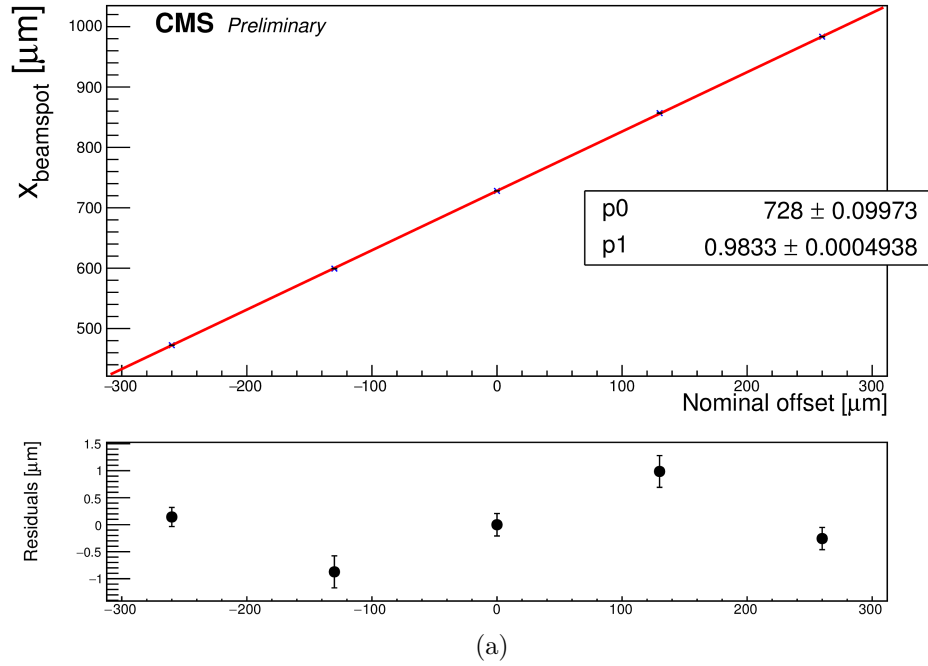 CMS Preliminary
x_beamspot [μm]
1000
900
800
700
600
500
p0 728 ± 0.09973
p1 0.9833 ± 0.0004938
−300 −200 −100 0 100 200 300
Nominal offset [μm]
Residuals [μm]
1.5
1
0.5
0
−0.5
−1
−300 −200 −100 0 100 200 300
(a)